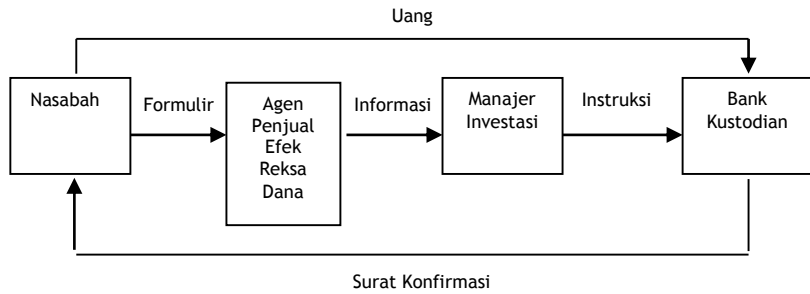 Uang
Nasabah
Formulir
Agen
Penjual
Efek
Reksa
Dana
Informasi
Manajer
Investasi
Instruksi
Bank
Kustodian
Surat Konfirmasi